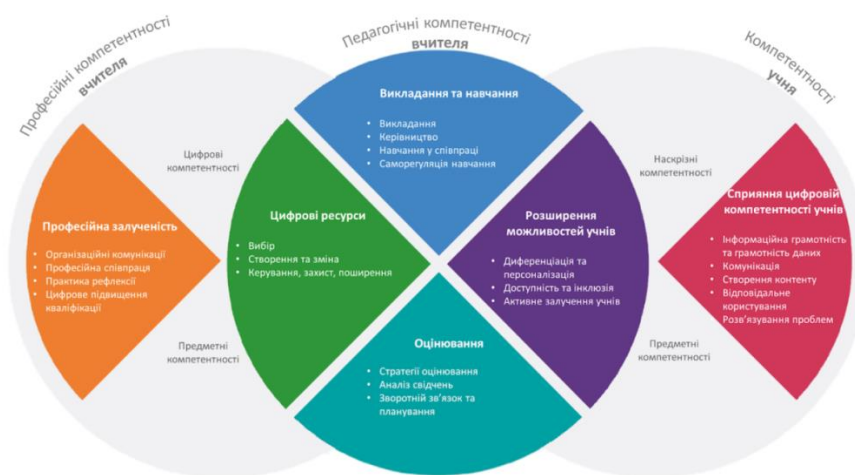 Професійні компетентності
вчителя
Педагогічні компетентності
вчителя
Компетентності
учня
Цифрові
компетентності
Предметні
компетентності
Наскрізні
компетентності
Предметні
компетентності
Професійна залученість
• Організаційні комунікації
• Професійна співпраця
• Практика рефлексії
• Цифрове підвищення
кваліфікації
Цифрові ресурси
• Вибір
• Створення та зміна
• Керування, захист, поширення
Викладання та навчання
• Викладання
• Керівництво
• Навчання у співпраці
• Саморегуляція навчання
Оцінювання
• Стратегії оцінювання
• Аналіз свідчень
• Зворотній зв'язок та
планування
Розширення
можливостей учнів
• Диференціація та
персоналізація
• Доступність та інклюзія
• Активне залучення учнів
Сприяння цифровій
компетентності учнів
• Інформаційна грамотність
та грамотність даних
• Комунікація
• Створення контенту
• Відповідальне
користування
Розв'язування проблем